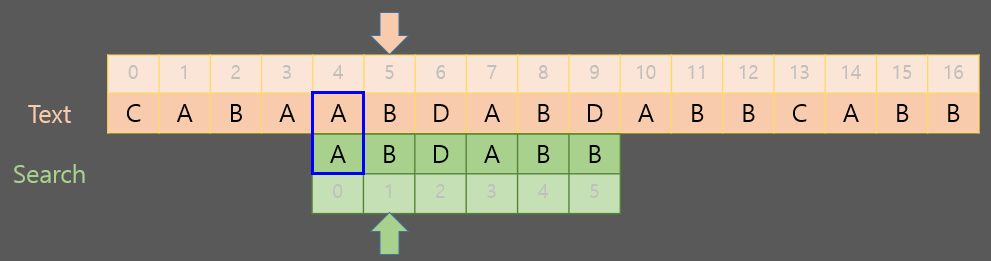 0 1 2 3 4 5 6 7 8 9 10 11 12 13 14 15 16
Text C A B A A B D A B D A B B C A B B
Search A B D A B B
0 1 2 3 4 5